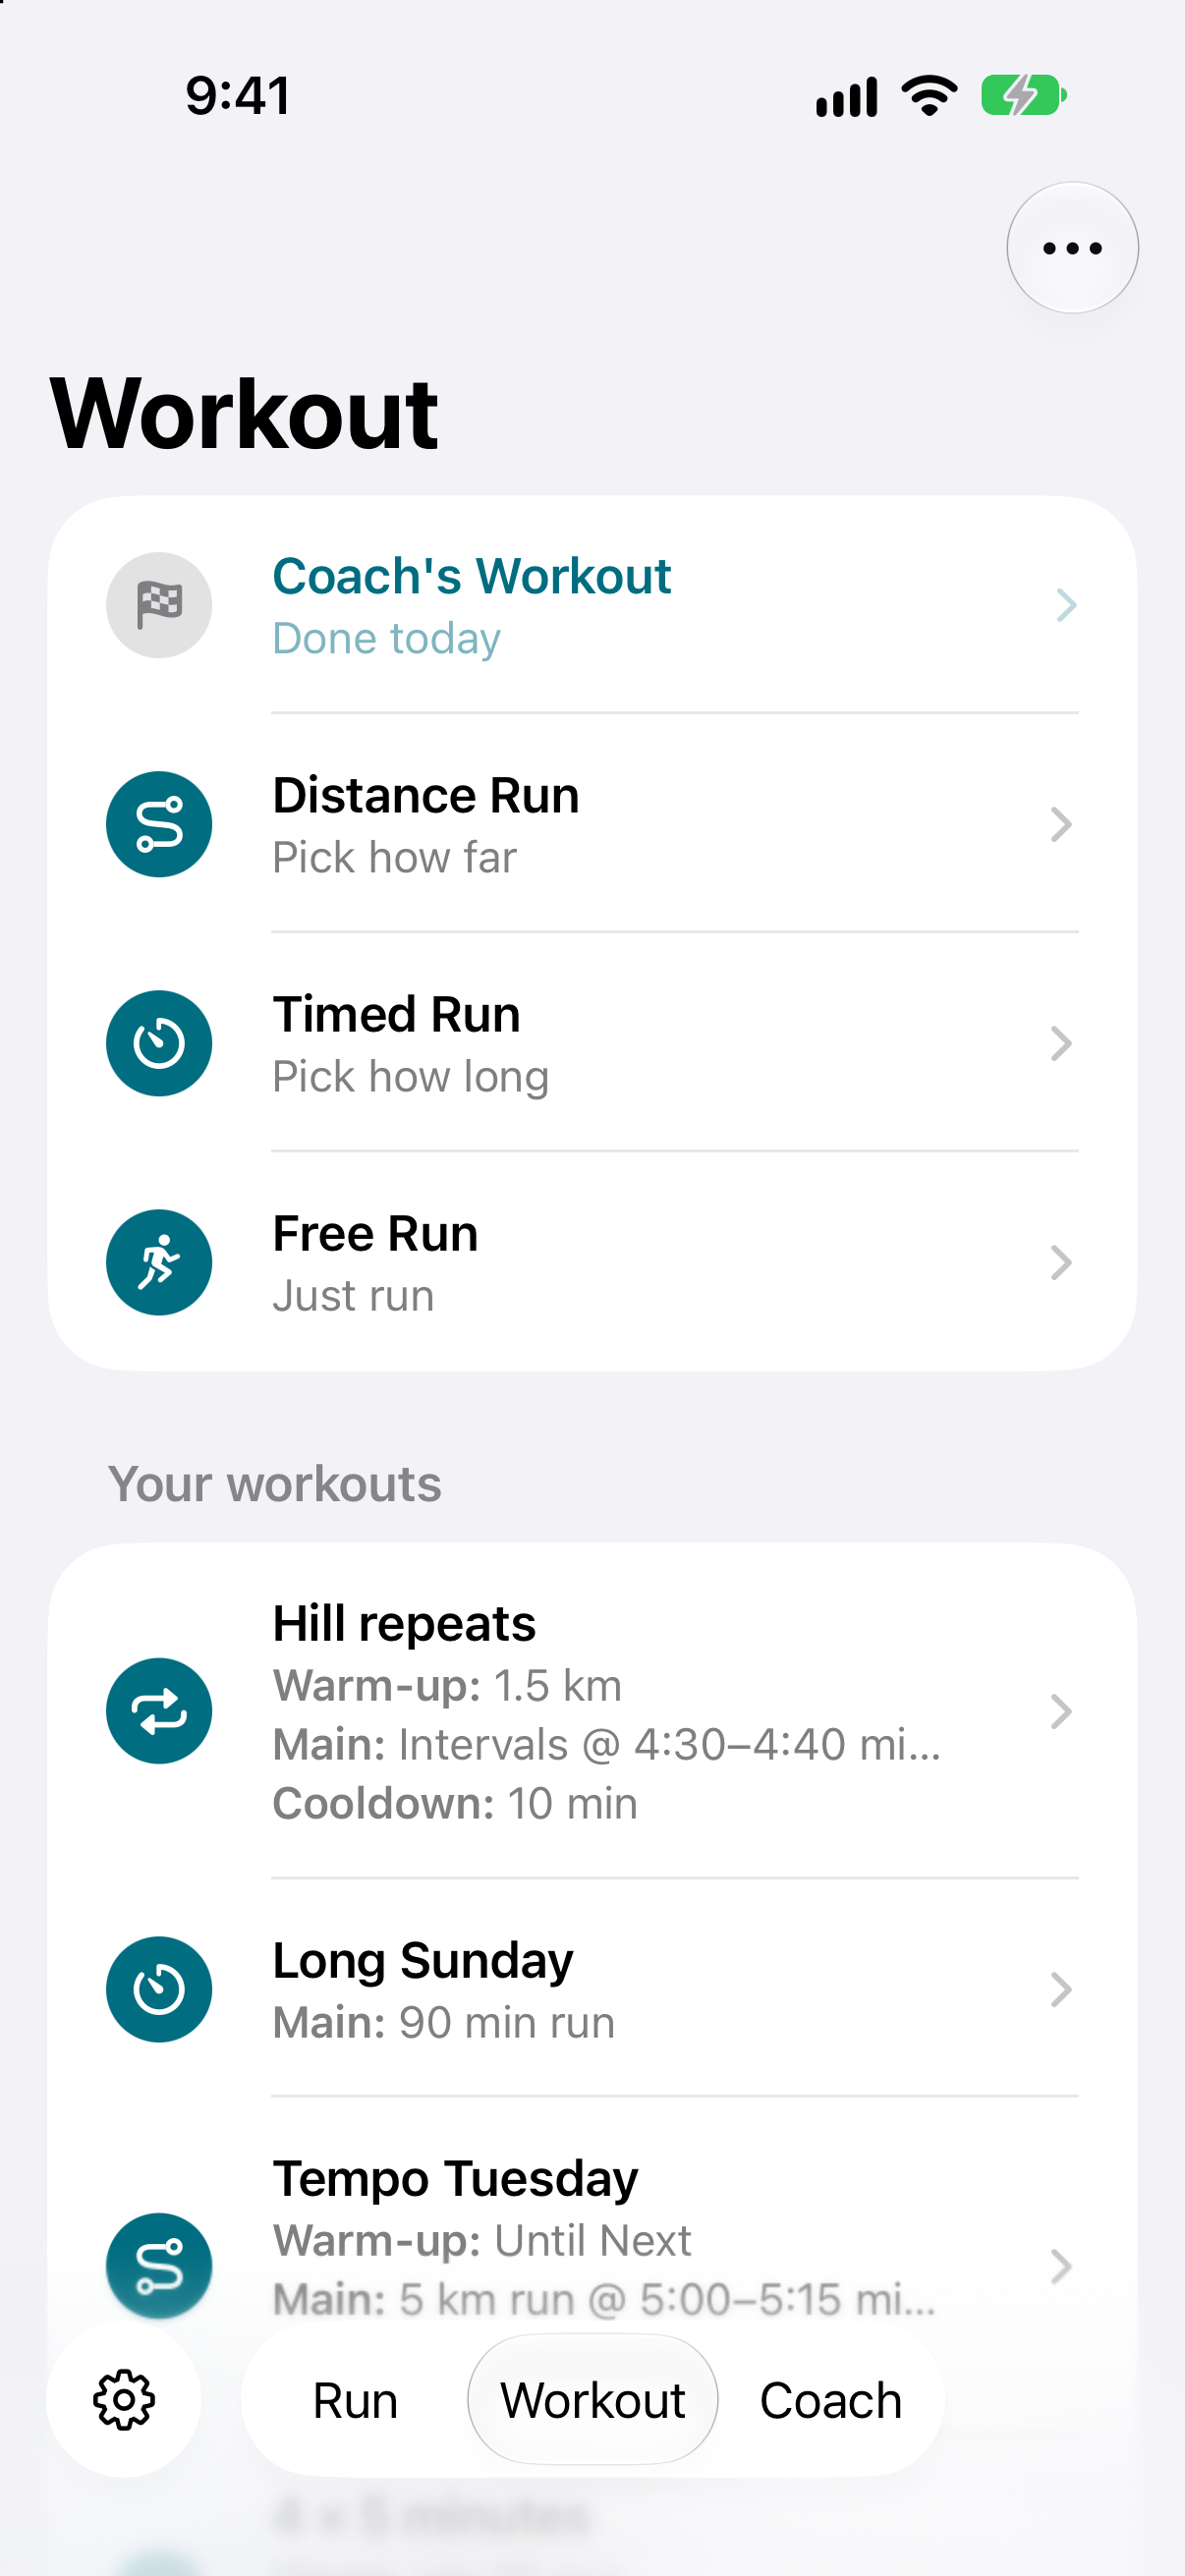 9:41
Workout
Coach's Workout
Done today
Distance Run
Pick how far
Timed Run
Pick how long
Free Run
Just run
Your workouts
Hill repeats
Warm-up: 1.5 km
Main: Intervals @ 4:30–4:40 mi...
Cooldown: 10 min
Long Sunday
Main: 90 min run
Tempo Tuesday
Warm-up: Until Next
Main: 5 km run @ 5:00–5:15 mi...
Run
Workout
Coach
4 × 5 minutes